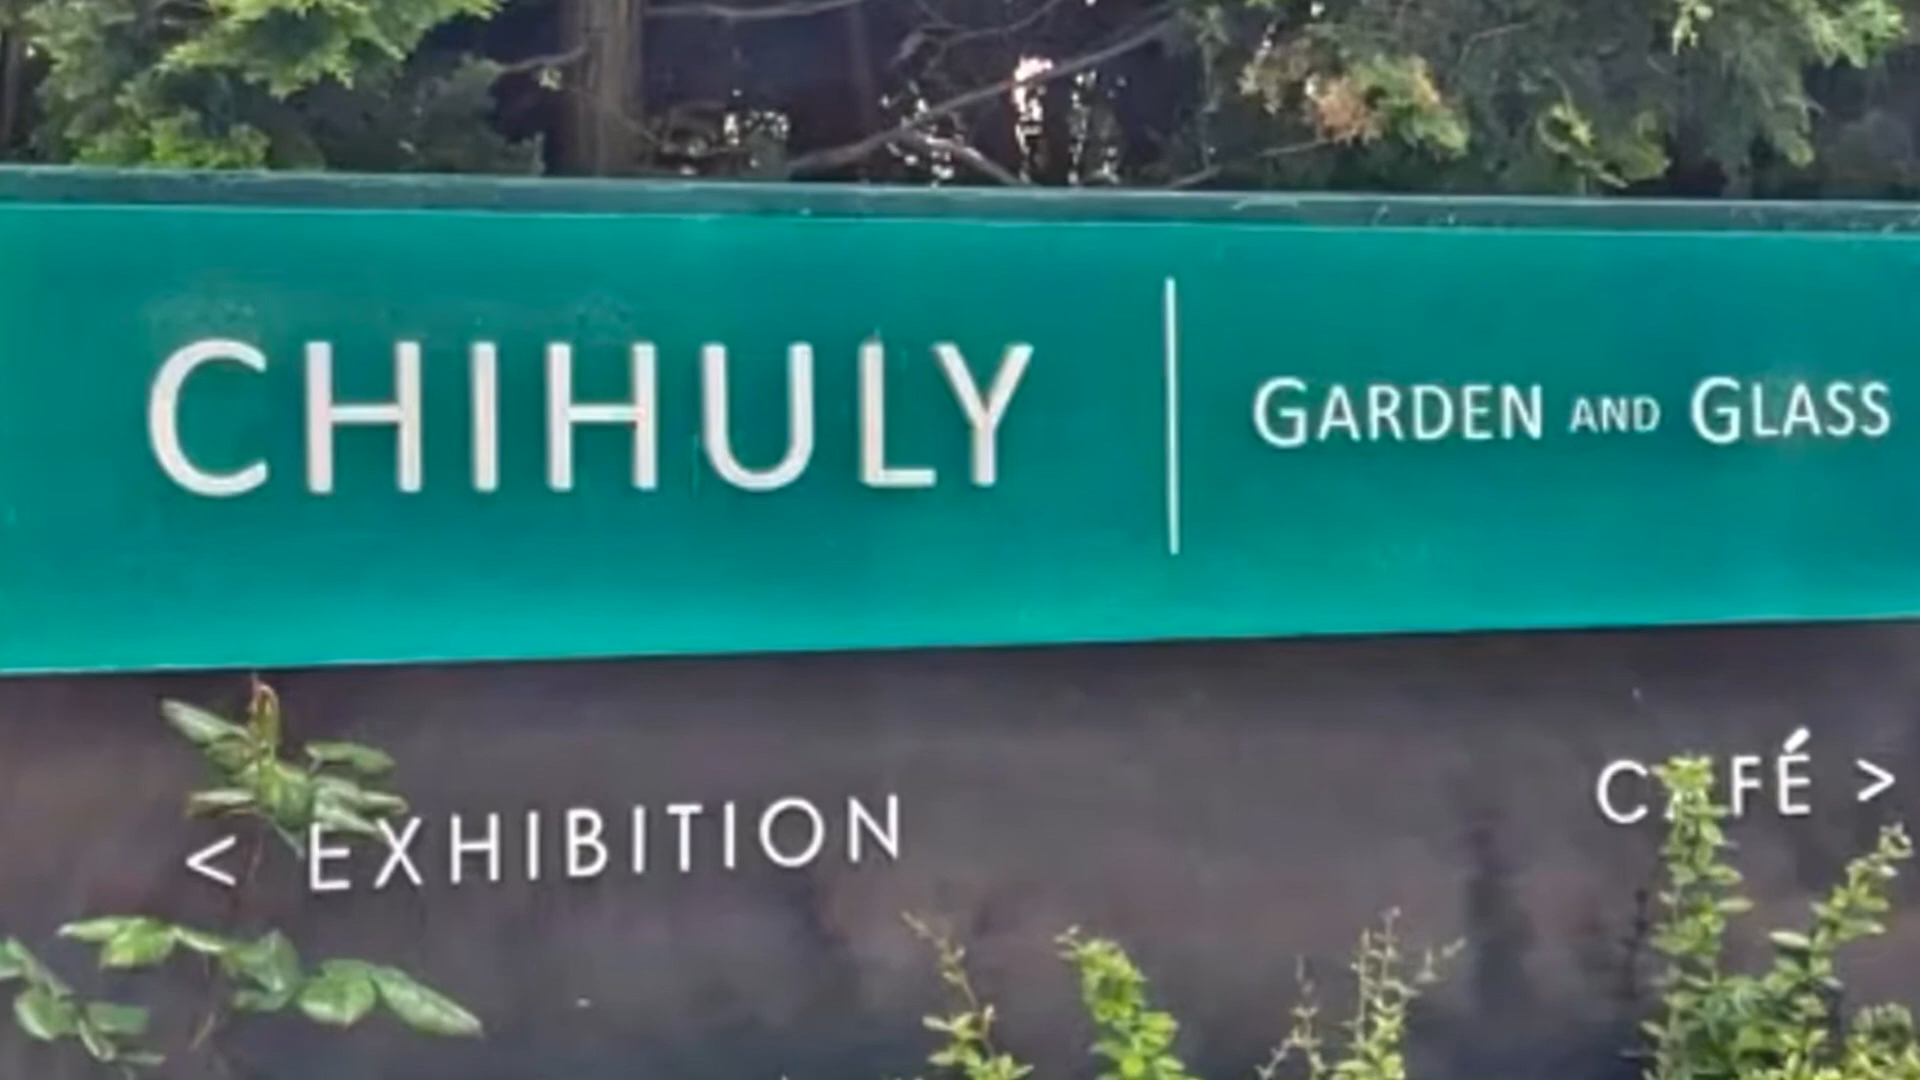 CHIHULY | GARDEN AND GLASS
< EXHIBITION
CAFÉ >